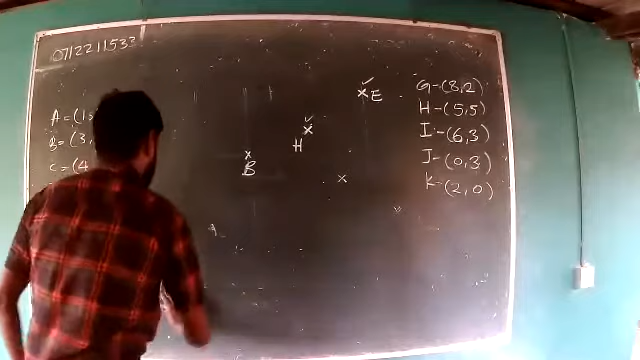 0712211533
A = (1,
B = (3,
C = (4
E
H
B
G - (8,2)
H - (5,5)
I - (6,3)
J - (0,3)
K - (2,0)